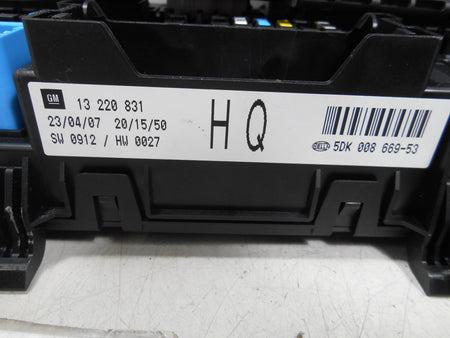 GM 13 220 831
23/04/07 20/15/50
SW 0912 / HW 0027
HQ
HELLA 5DK 008 669-53